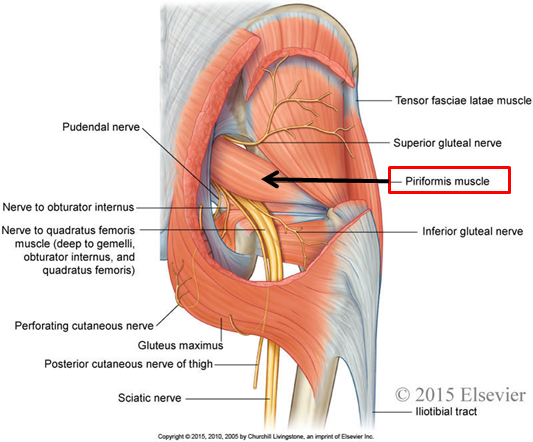 Tensor fasciae latae muscle
Pudendal nerve
Superior gluteal nerve
Piriformis muscle
Nerve to obturator internus
Nerve to quadratus femoris
muscle (deep to gemelli,
obturator internus, and
quadratus femoris)
Inferior gluteal nerve
Perforating cutaneous nerve
Gluteus maximus
Posterior cutaneous nerve of thigh
Sciatic nerve
© 2015 Elsevier
Iliotibial tract
Copyright © 2015, 2010, 2005 by Churchill Livingstone, an imprint of Elsevier Inc.